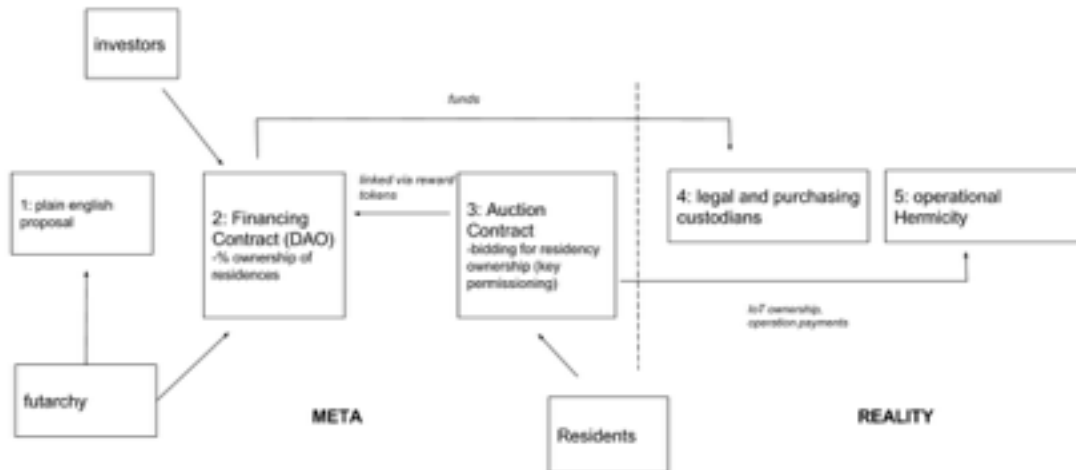 investors
funds
1: plain english
proposal
2: Financing
Contract (DAO)
-% ownership of
residences
linked via reward
tokens
3: Auction
Contract
-bidding for residency
ownership (key
permissioning)
4: legal and purchasing
custodians
5: operational
Hermicity
IoT ownership,
operation payments
futarchy
META
Residents
REALITY